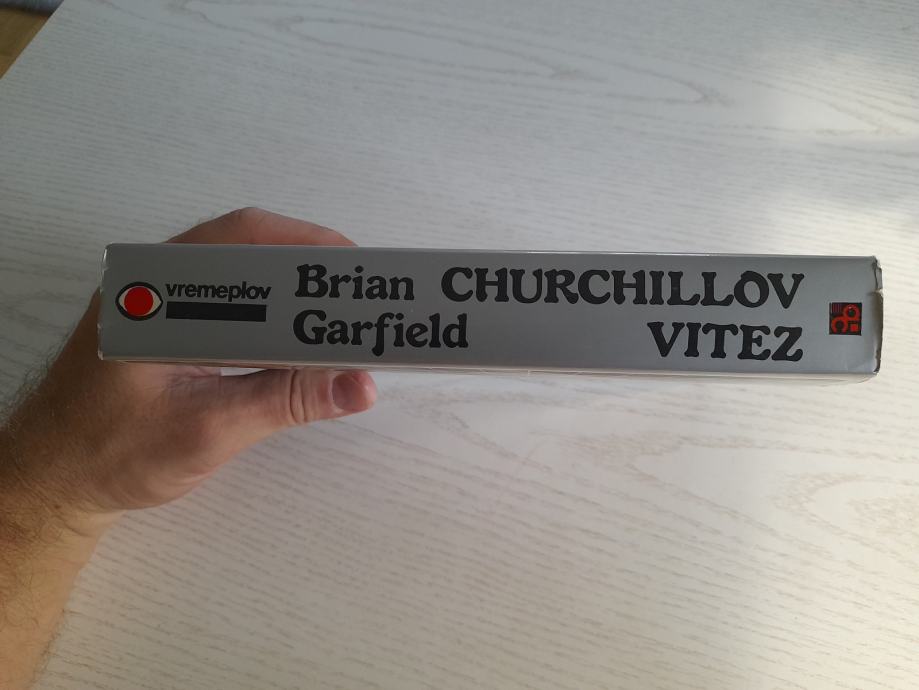 vremeplov
Brian
Garfield
CHURCHILLOV
VITEZ